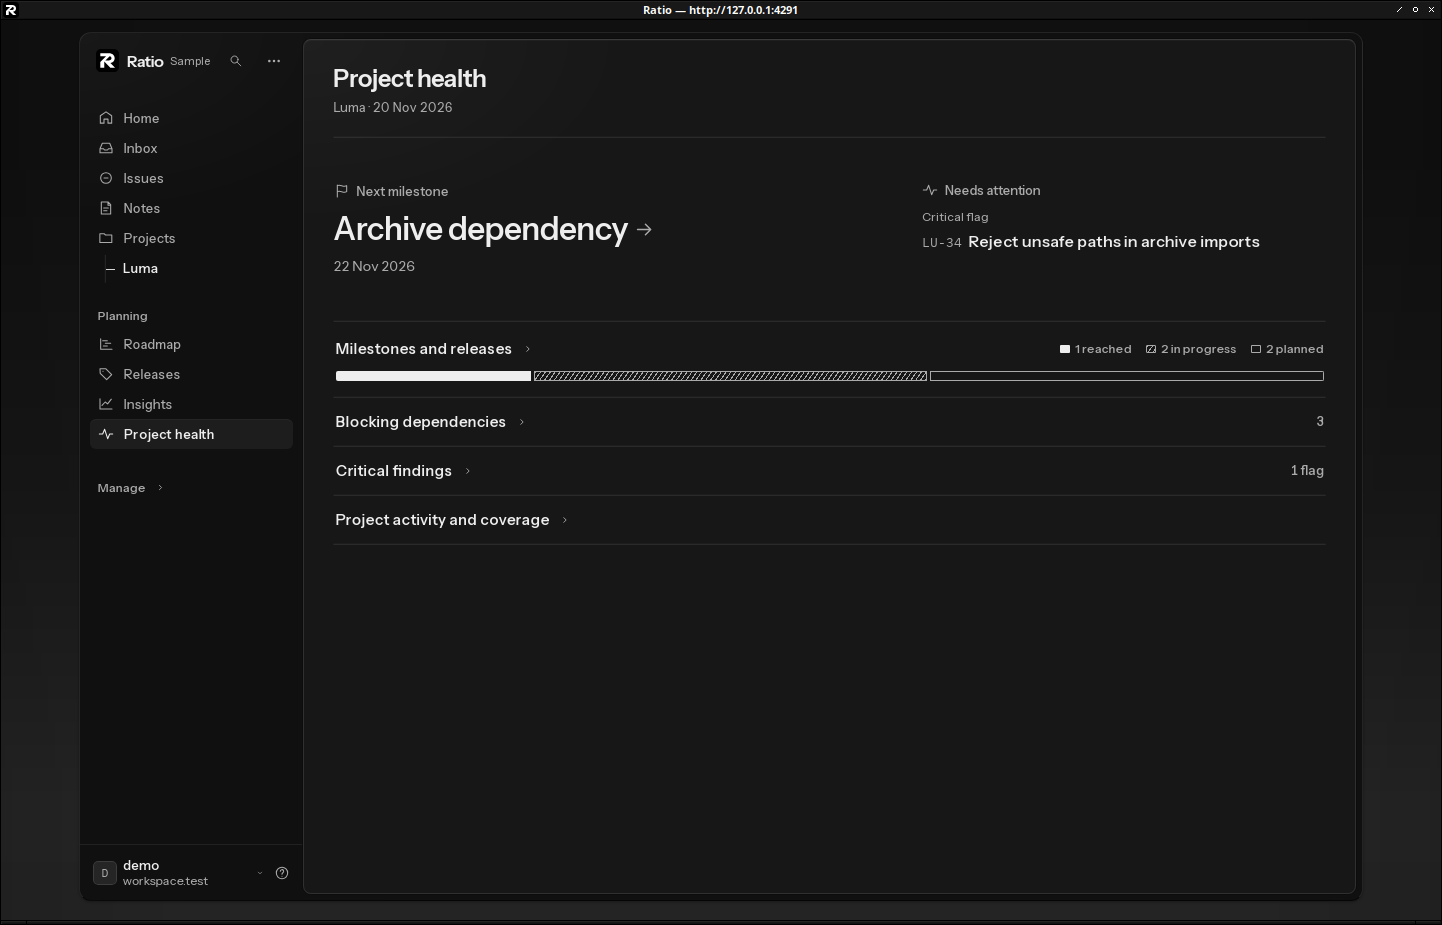 Ratio — http://127.0.0.1:4291
Ratio Sample
Home
Inbox
Issues
Notes
Projects
Luma
Planning
Roadmap
Releases
Insights
Project health
Manage
D
demo
workspace.test
Project health
Luma · 20 Nov 2026
Next milestone
Archive dependency →
22 Nov 2026
Needs attention
Critical flag
LU-34 Reject unsafe paths in archive imports
Milestones and releases
1 reached 2 in progress 2 planned
Blocking dependencies 3
Critical findings 1 flag
Project activity and coverage